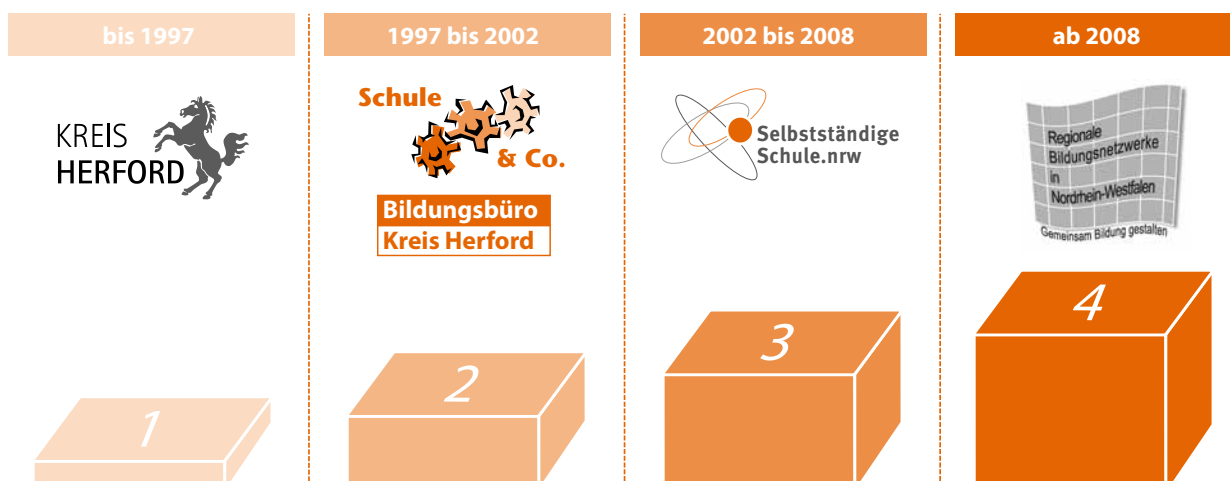 bis 1997
1997 bis 2002
2002 bis 2008
ab 2008
KREIS
HERFORD
Schule
& Co.
Bildungsbüro
Kreis Herford
Selbstständige
Schule.nrw
Regionale
Bildungsnetzwerke
in
Nordrhein-Westfalen
Gemeinsam Bildung gestalten
1
2
3
4